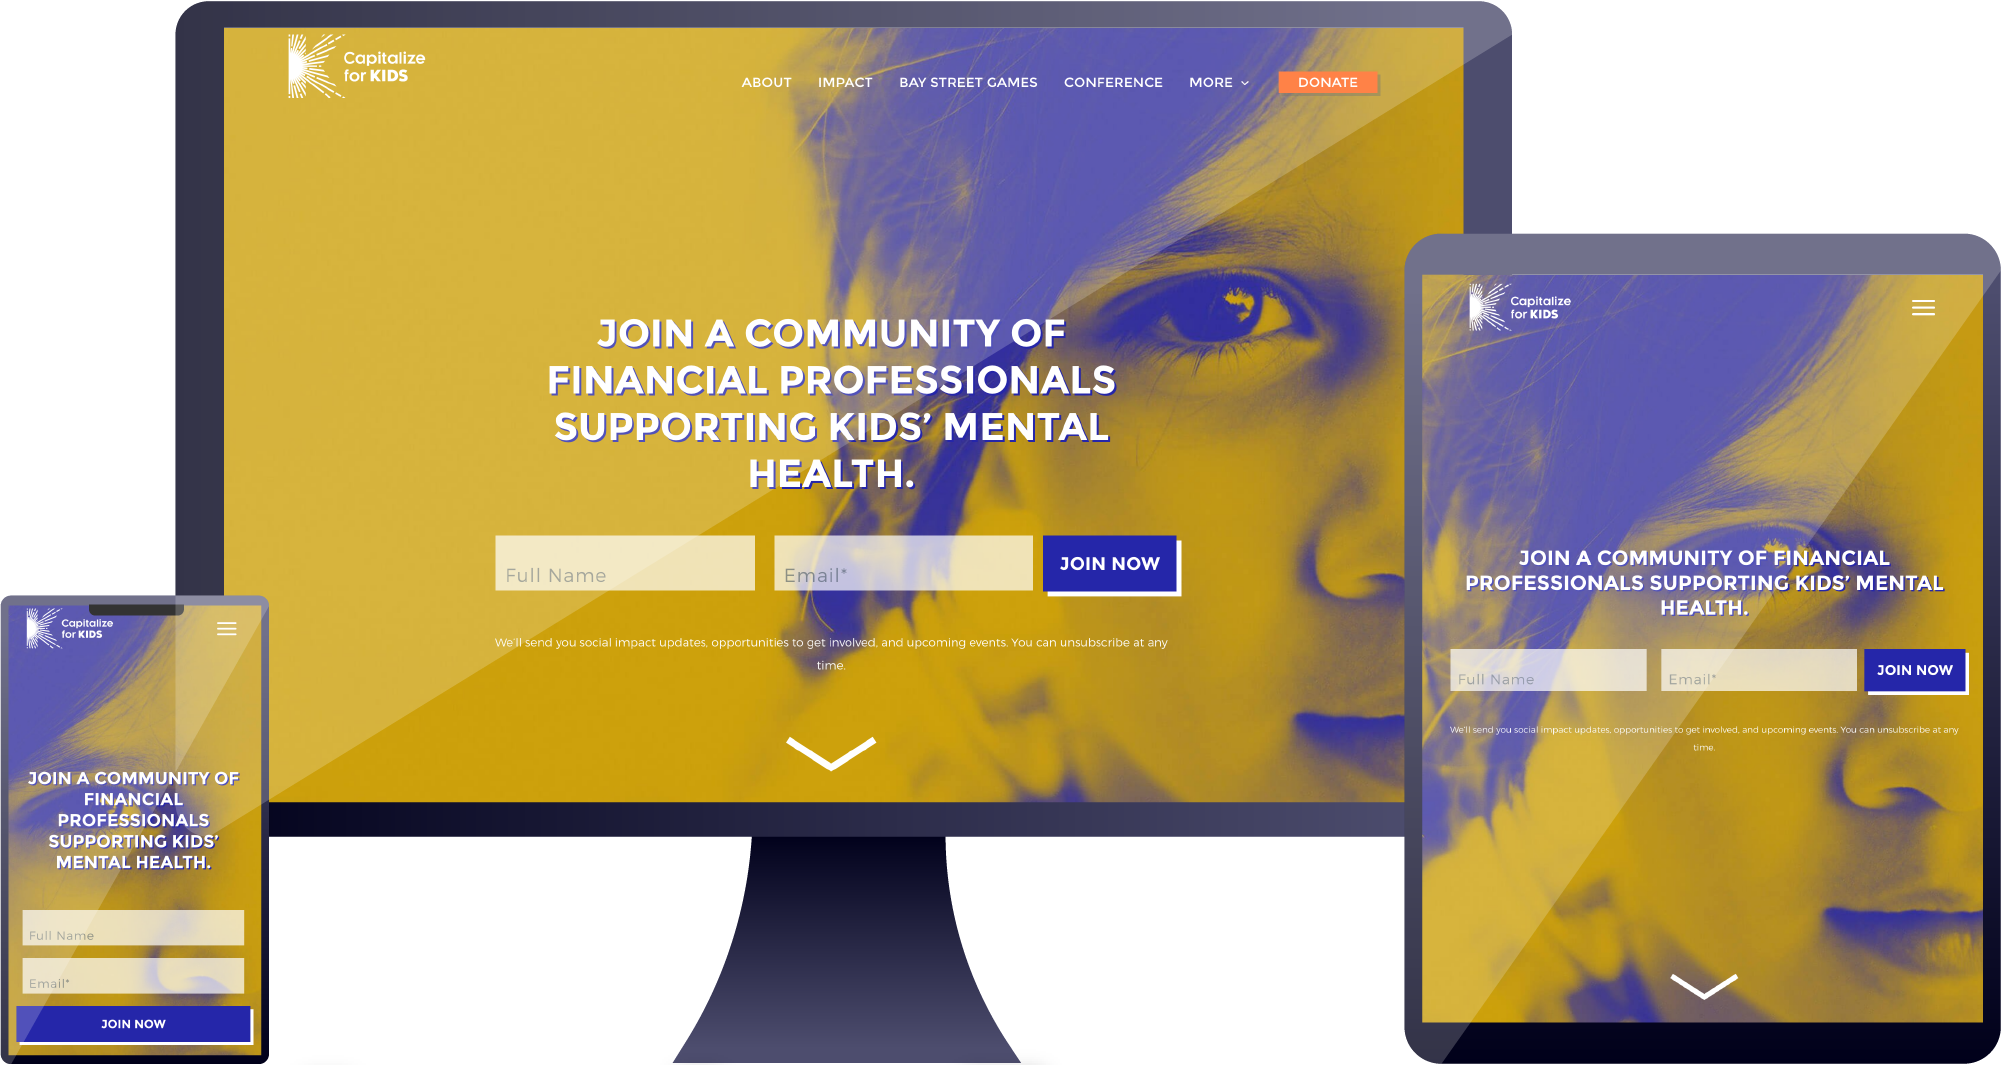 Capitalize
for KIDS
ABOUT IMPACT BAY STREET GAMES CONFERENCE MORE DONATE
JOIN A COMMUNITY OF
FINANCIAL PROFESSIONALS
SUPPORTING KIDS’ MENTAL
HEALTH.
Full Name Email* JOIN NOW
We’ll send you social impact updates, opportunities to get involved, and upcoming events. You can unsubscribe at any
time.
Capitalize
for KIDS
JOIN A COMMUNITY OF FINANCIAL
PROFESSIONALS SUPPORTING KIDS’ MENTAL
HEALTH.
Full Name Email* JOIN NOW
We’ll send you social impact updates, opportunities to get involved, and upcoming events. You can unsubscribe at any
time.
Capitalize
for KIDS
JOIN A COMMUNITY OF
FINANCIAL
PROFESSIONALS
SUPPORTING KIDS’
MENTAL HEALTH.
Full Name
Email*
JOIN NOW